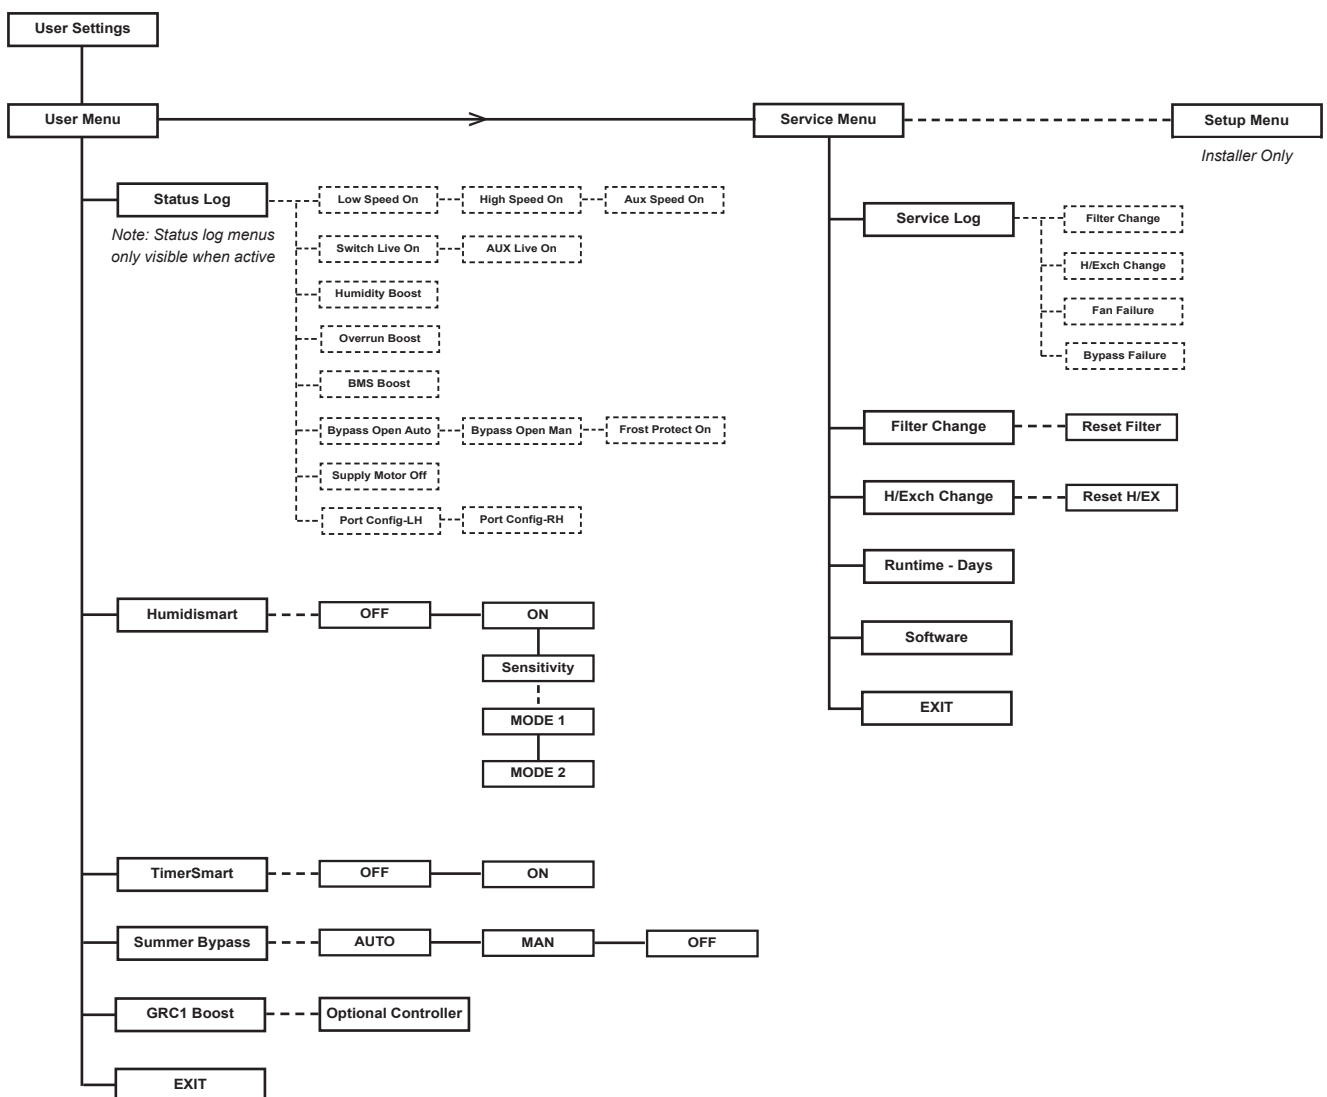 User Settings
User Menu
Service Menu
Setup Menu
Installer Only
Status Log
Note: Status log menus
only visible when active
Low Speed On
High Speed On
Aux Speed On
Switch Live On
AUX Live On
Humidity Boost
Overrun Boost
BMS Boost
Bypass Open Auto
Bypass Open Man
Frost Protect On
Supply Motor Off
Port Config-LH
Port Config-RH
Humidismart
OFF
ON
Sensitivity
MODE 1
MODE 2
TimerSmart
OFF
ON
Summer Bypass
AUTO
MAN
OFF
GRC1 Boost
Optional Controller
EXIT
Service Log
Filter Change
H/Exch Change
Fan Failure
Bypass Failure
Filter Change
Reset Filter
H/Exch Change
Reset H/EX
Runtime - Days
Software
EXIT